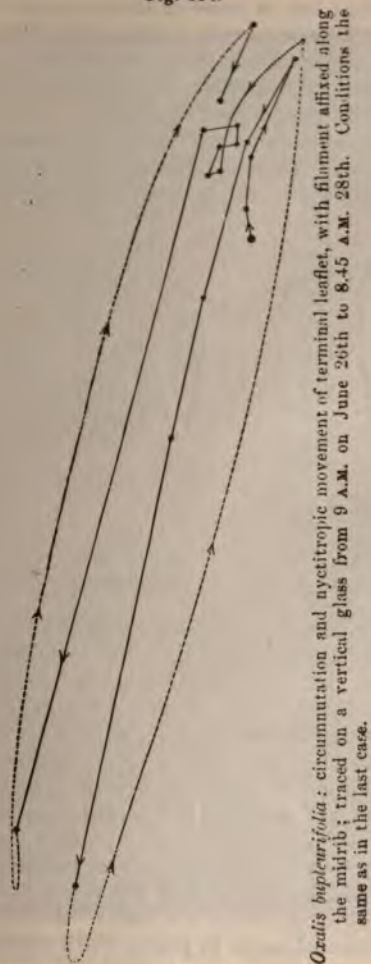 Oxalis bupleurifolia: circumnutation and nyctitropic movement of terminal leaflet, with filament affixed along
the midrib; traced on a vertical glass from 9 A.M. on June 26th to 8.45 A.M. 28th. Conditions the
same as in the last case.